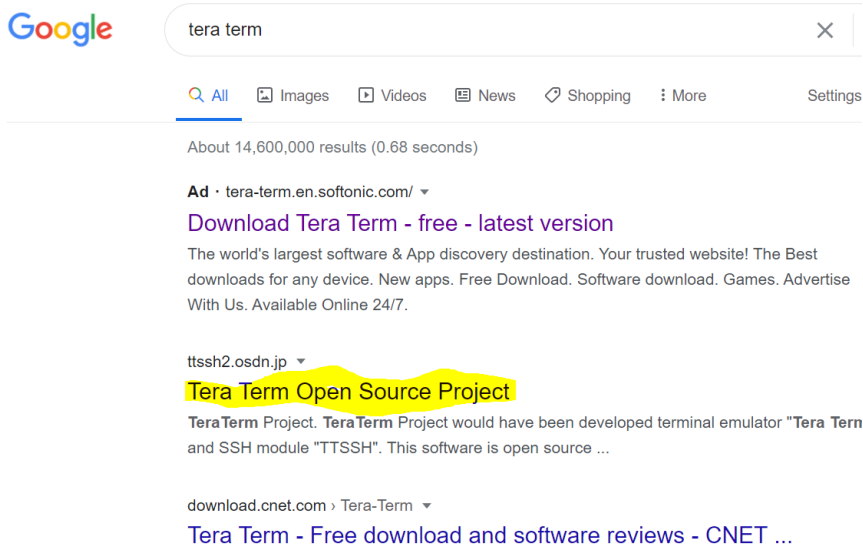 Google
tera term
All Images Videos News Shopping More Settings
About 14,600,000 results (0.68 seconds)
Ad · tera-term.en.softonic.com/
Download Tera Term - free - latest version
The world's largest software & App discovery destination. Your trusted website! The Best
downloads for any device. New apps. Free Download. Software download. Games. Advertise
With Us. Available Online 24/7.
ttssh2.osdn.jp
Tera Term Open Source Project
TeraTerm Project. TeraTerm Project would have been developed terminal emulator "Tera Term
and SSH module "TTSSH". This software is open source ...
download.cnet.com › Tera-Term
Tera Term - Free download and software reviews - CNET ...